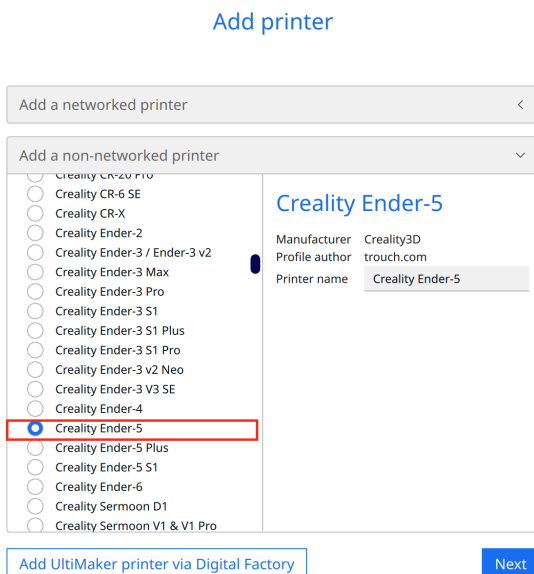 Add printer
Add a networked printer
Add a non-networked printer
Creality CR-20 Pro
Creality CR-6 SE
Creality CR-X
Creality Ender-2
Creality Ender-3 / Ender-3 v2
Creality Ender-3 Max
Creality Ender-3 Pro
Creality Ender-3 S1
Creality Ender-3 S1 Plus
Creality Ender-3 S1 Pro
Creality Ender-3 v2 Neo
Creality Ender-3 V3 SE
Creality Ender-4
Creality Ender-5
Creality Ender-5 Plus
Creality Ender-5 S1
Creality Ender-6
Creality Sermoon D1
Creality Sermoon V1 & V1 Pro
Creality Ender-5
Manufacturer Creality3D
Profile author trouch.com
Printer name Creality Ender-5
Add UltiMaker printer via Digital Factory
Next